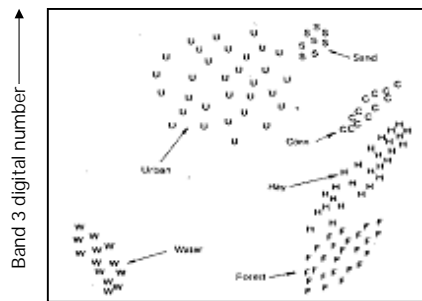 Band 3 digital number
Sand
Urban
Corn
Hay
Water
Forest